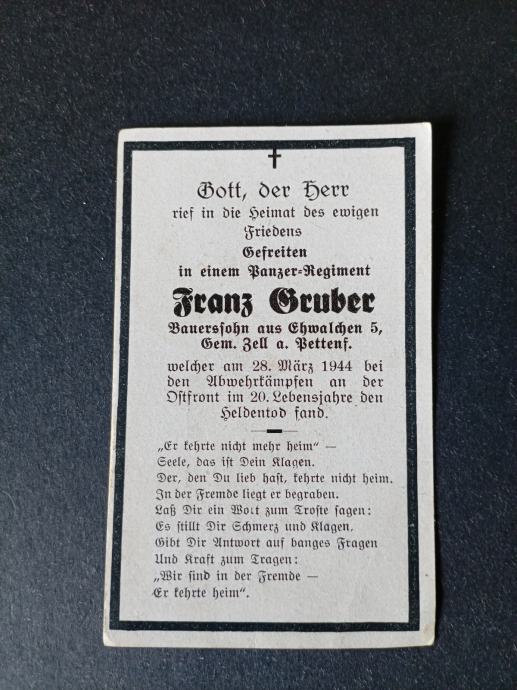 Gott, der Herr
rief in die Heimat des ewigen
Friedens
Gefreiten
in einem Panzer-Regiment
Franz Gruber
Bauerssohn aus Ehwalchen 5,
Gem. Zell a. Pettenf.
welcher am 28. März 1944 bei
den Abwehrkämpfen an der
Ostfront im 20. Lebensjahre den
Heldentod fand.
„Er kehrte nicht mehr heim“ —
Seele, das ist Dein Klagen.
Der, den Du lieb hast, kehrte nicht heim.
In der Fremde liegt er begraben.
Laß Dir ein Wort zum Troste sagen:
Es stillt Dir Schmerz und Klagen,
Gibt Dir Antwort auf banges Fragen
Und Kraft zum Tragen:
„Wir sind in der Fremde —
Er kehrte heim“.